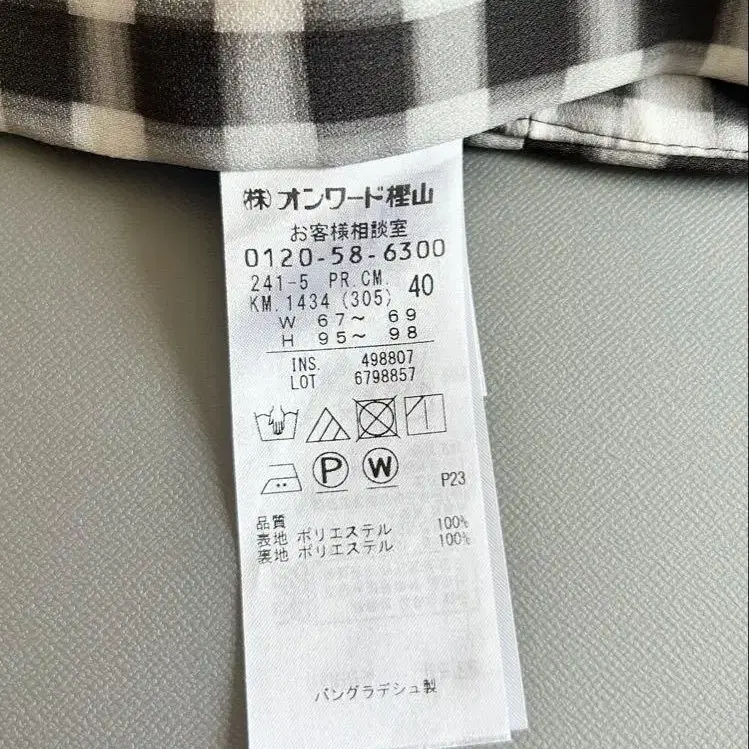 (株)オンワード樫山
お客様相談室
0120-58-6300
241-5 PR.CM.
KM.1434 (305) 40
W 67〜 69
H 95〜 98
INS. 498807
LOT 6798857
P W
P23
品質
表地 ポリエステル 100%
裏地 ポリエステル 100%
バングラデシュ製